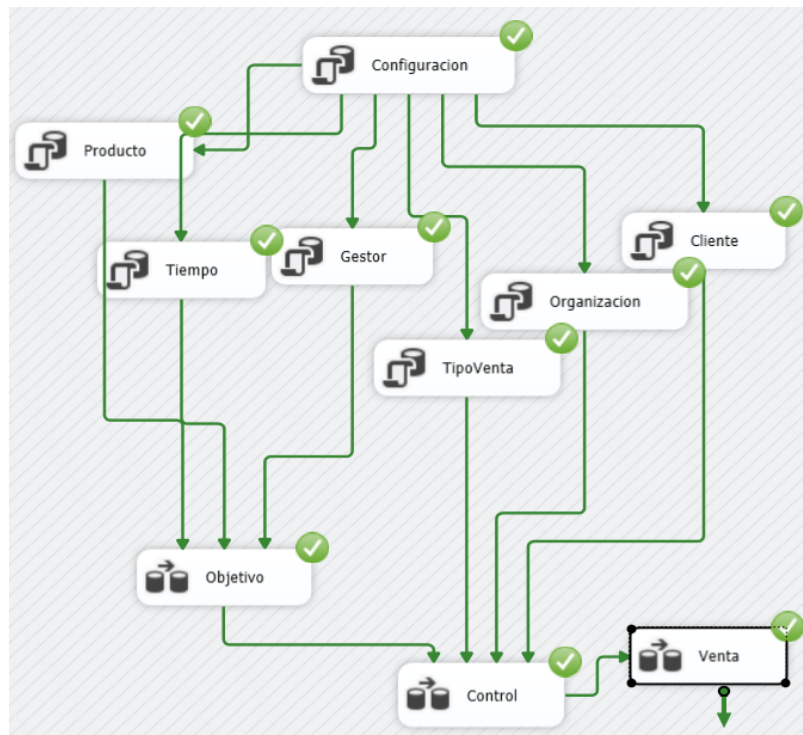 Configuracion
Producto
Cliente
Gestor
Tiempo
Organizacion
TipoVenta
Objetivo
Venta
Control